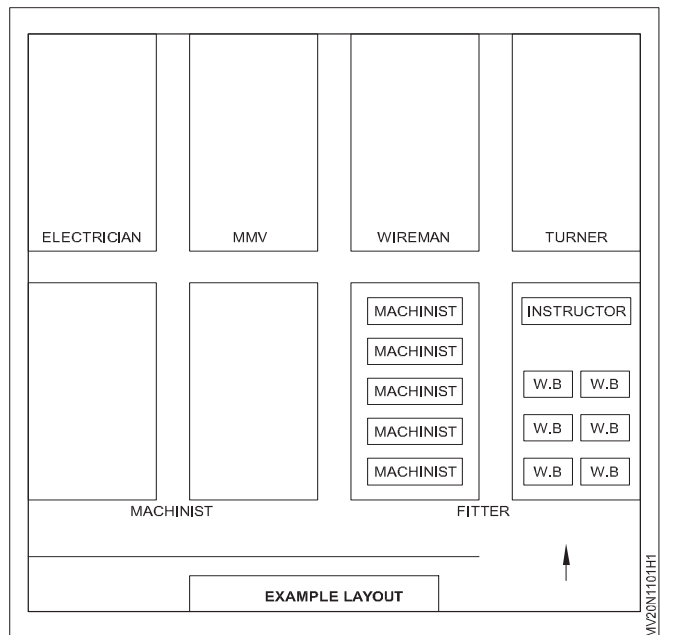 ELECTRICIAN MMV WIREMAN TURNER
MACHINIST INSTRUCTOR
MACHINIST
MACHINIST W.B W.B
MACHINIST W.B W.B
MACHINIST W.B W.B
MACHINIST FITTER
EXAMPLE LAYOUT
MV20N1101H1